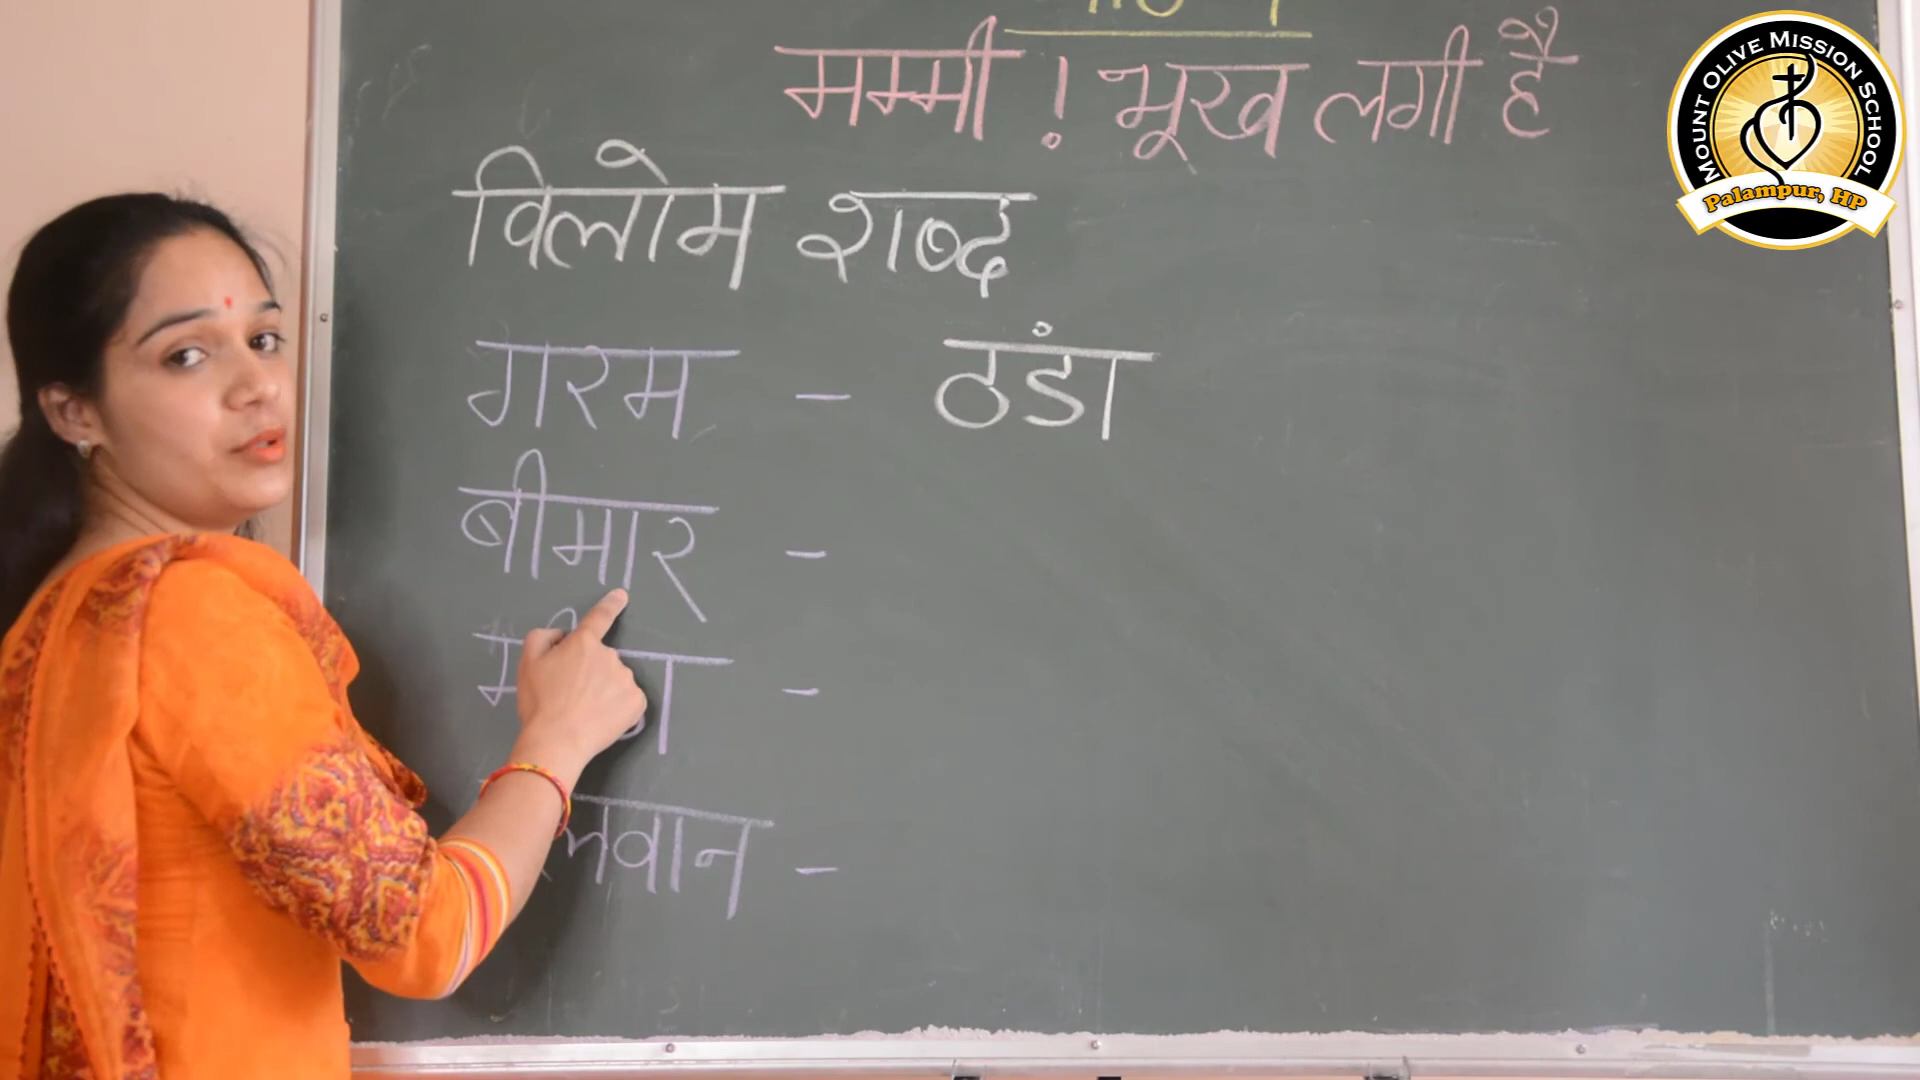 मम्मी ! भूख लगी है
विलोम शब्द
गरम - ठंडा
बीमार -
-
-
MOUNT OLIVE MISSION SCHOOL
Palampur, HP